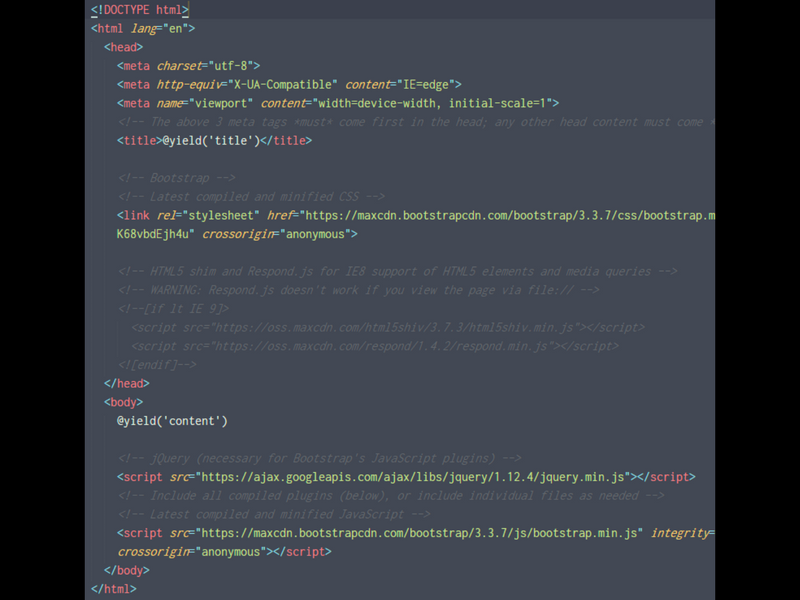 <!DOCTYPE html>
<html lang="en">
<head>
<meta charset="utf-8">
<meta http-equiv="X-UA-Compatible" content="IE=edge">
<meta name="viewport" content="width=device-width, initial-scale=1">
<!-- The above 3 meta tags *must* come first in the head; any other head content must come *
<title>@yield('title')</title>
<!-- Bootstrap -->
<!-- Latest compiled and minified CSS -->
<link rel="stylesheet" href="https://maxcdn.bootstrapcdn.com/bootstrap/3.3.7/css/bootstrap.m
K68vbdEjh4u" crossorigin="anonymous">
<!-- HTML5 shim and Respond.js for IE8 support of HTML5 elements and media queries -->
<!-- WARNING: Respond.js doesn't work if you view the page via file:// -->
<!--[if lt IE 9]>
<script src="https://oss.maxcdn.com/html5shiv/3.7.3/html5shiv.min.js"></script>
<script src="https://oss.maxcdn.com/respond/1.4.2/respond.min.js"></script>
<![endif]-->
</head>
<body>
@yield('content')
<!-- jQuery (necessary for Bootstrap's JavaScript plugins) -->
<script src="https://ajax.googleapis.com/ajax/libs/jquery/1.12.4/jquery.min.js"></script>
<!-- Include all compiled plugins (below), or include individual files as needed -->
<!-- Latest compiled and minified JavaScript -->
<script src="https://maxcdn.bootstrapcdn.com/bootstrap/3.3.7/js/bootstrap.min.js" integrity=
crossorigin="anonymous"></script>
</body>
</html>